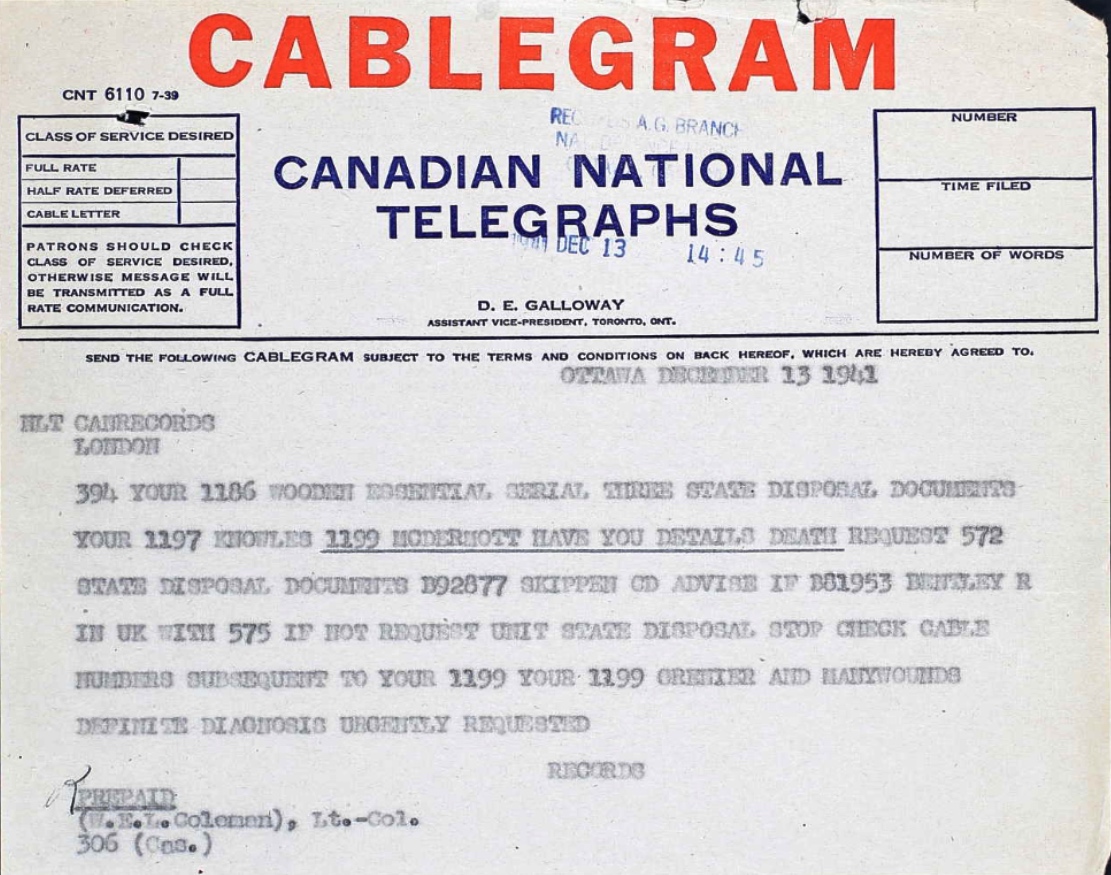 CABLEGRAM
CNT 6110 7-39
CLASS OF SERVICE DESIRED
FULL RATE
HALF RATE DEFERRED
CABLE LETTER
PATRONS SHOULD CHECK
CLASS OF SERVICE DESIRED,
OTHERWISE MESSAGE WILL
BE TRANSMITTED AS A FULL
RATE COMMUNICATION.
A.G. BRANCH
CANADIAN NATIONAL
TELEGRAPHS
1941 DEC 13 14:45
D. E. GALLOWAY
ASSISTANT VICE-PRESIDENT, TORONTO, ONT.
NUMBER
TIME FILED
NUMBER OF WORDS
SEND THE FOLLOWING CABLEGRAM SUBJECT TO THE TERMS AND CONDITIONS ON BACK HEREOF, WHICH ARE HEREBY AGREED TO.
OTTAWA DECEMBER 13 1941
NLT CANRECORDS
LONDON
394 YOUR 1186 WOODEN ESSENTIAL SERIAL THREE STATE DISPOSAL DOCUMENTS
YOUR 1197 KNOWLES 1199 MCDERMOTT HAVE YOU DETAILS DEATH REQUEST 572
STATE DISPOSAL DOCUMENTS B92877 SKIPPEN CD ADVISE IF B81953 BENTLEY R
IN UK WITH 575 IF NOT REQUEST UNIT STATE DISPOSAL STOP CHECK CABLE
NUMBERS SUBSEQUENT TO YOUR 1199 YOUR 1199 GRENIER AND MANYWOUNDS
DEFINITE DIAGNOSIS URGENTLY REQUESTED
RECORDS
PREPAID
(W.E.L.Coleman), Lt.-Col.
306 (Cas.)